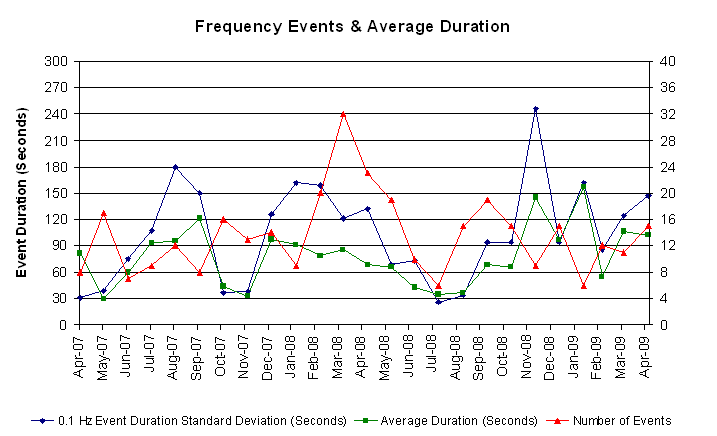 Frequency Events & Average Duration
Event Duration (Seconds)
300
270
240
210
180
150
120
90
60
30
0
40
36
32
28
24
20
16
12
8
4
0
Apr-07
May-07
Jun-07
Jul-07
Aug-07
Sep-07
Oct-07
Nov-07
Dec-07
Jan-08
Feb-08
Mar-08
Apr-08
May-08
Jun-08
Jul-08
Aug-08
Sep-08
Oct-08
Nov-08
Dec-08
Jan-09
Feb-09
Mar-09
Apr-09
0.1 Hz Event Duration Standard Deviation (Seconds)
Average Duration (Seconds)
Number of Events